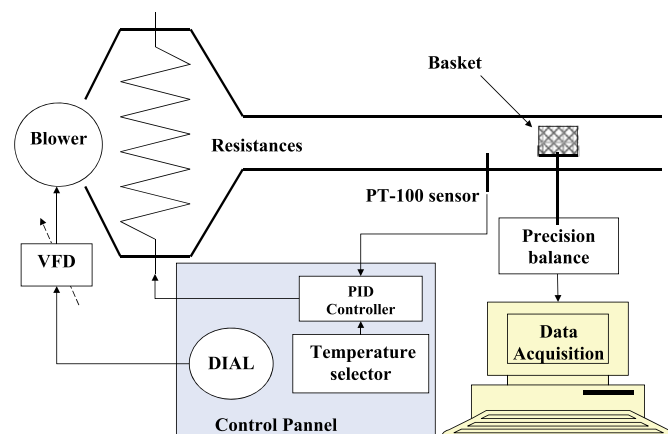 Basket
Blower
Resistances
PT-100 sensor
VFD
Precision
balance
PID
Controller
DIAL
Temperature
selector
Data
Acquisition
Control Pannel